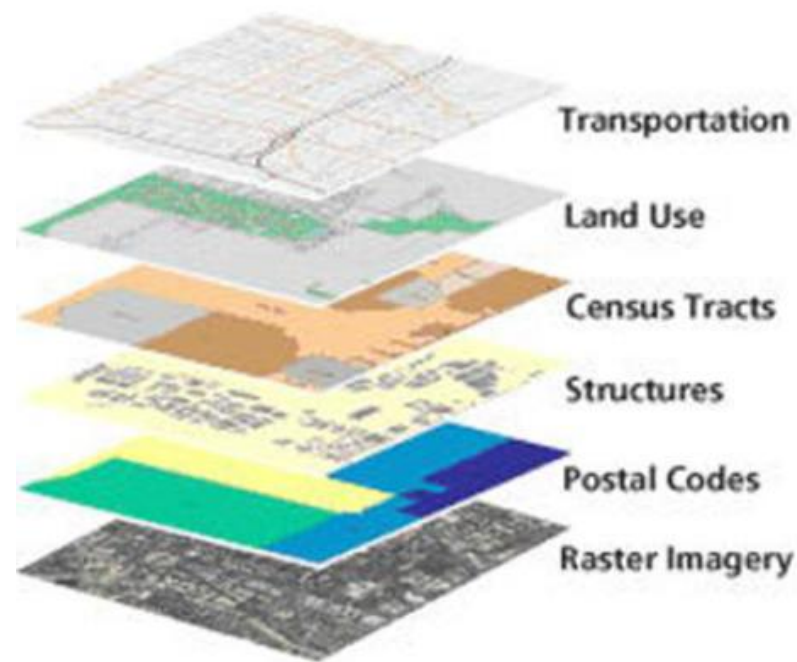 Transportation
Land Use
Census Tracts
Structures
Postal Codes
Raster Imagery